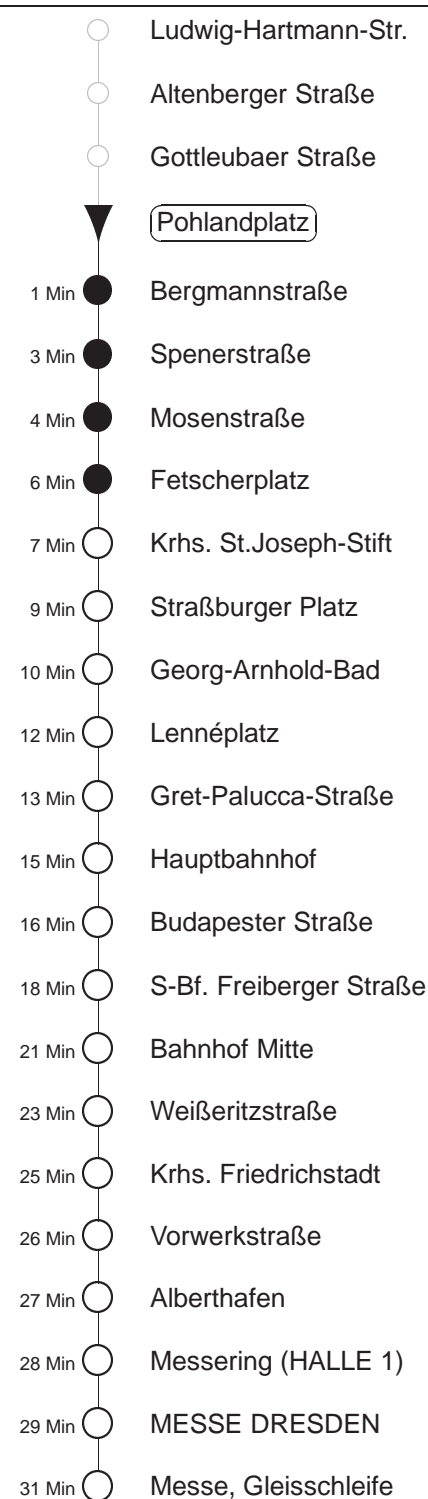 Ludwig-Hartmann-Str.
Altenberger Straße
Gottleubaer Straße
Pohlandplatz
1 Min Bergmannstraße
3 Min Spenerstraße
4 Min Mosenstraße
6 Min Fetscherplatz
7 Min Krhs. St.Joseph-Stift
9 Min Straßburger Platz
10 Min Georg-Arnhold-Bad
12 Min Lennéplatz
13 Min Gret-Palucca-Straße
15 Min Hauptbahnhof
16 Min Budapester Straße
18 Min S-Bf. Freiberger Straße
21 Min Bahnhof Mitte
23 Min Weißeritzstraße
25 Min Krhs. Friedrichstadt
26 Min Vorwerkstraße
27 Min Alberthafen
28 Min Messering (HALLE 1)
29 Min MESSE DRESDEN
31 Min Messe, Gleisschleife